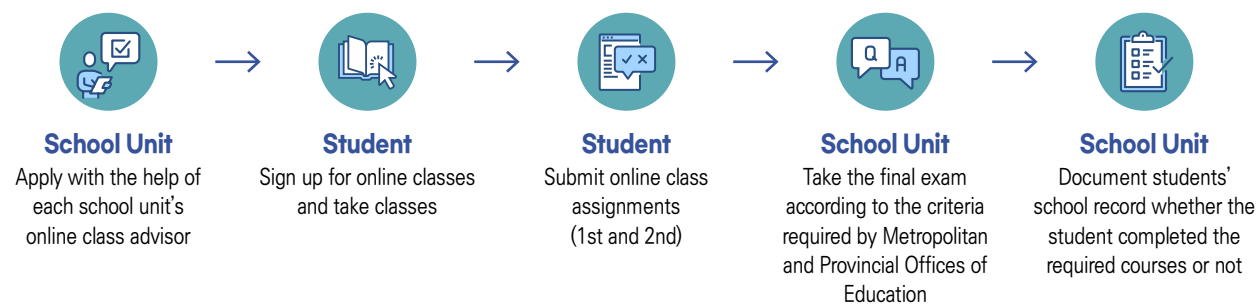 School Unit
Apply with the help of
each school unit's
online class advisor
Student
Sign up for online classes
and take classes
Student
Submit online class
assignments
(1st and 2nd)
Q
A
School Unit
Take the final exam
according to the criteria
required by Metropolitan
and Provincial Offices of
Education
School Unit
Document students'
school record whether the
student completed the
required courses or not